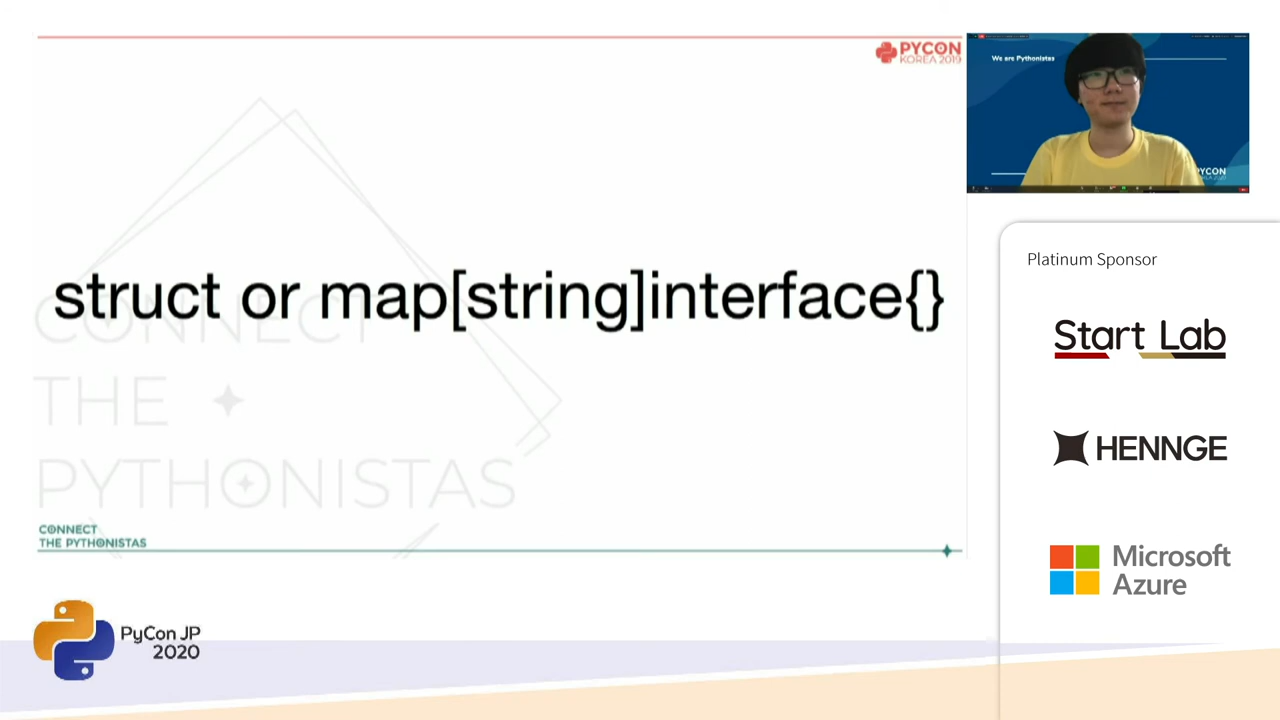 PYCON
KOREA 2019
We are Pythonistas
struct or map[string]interface{}
CONNECT
THE
PYTHONISTAS
CONNECT
THE PYTHONISTAS
Platinum Sponsor
Start Lab
HENNGE
Microsoft
Azure
PyCon JP
2020